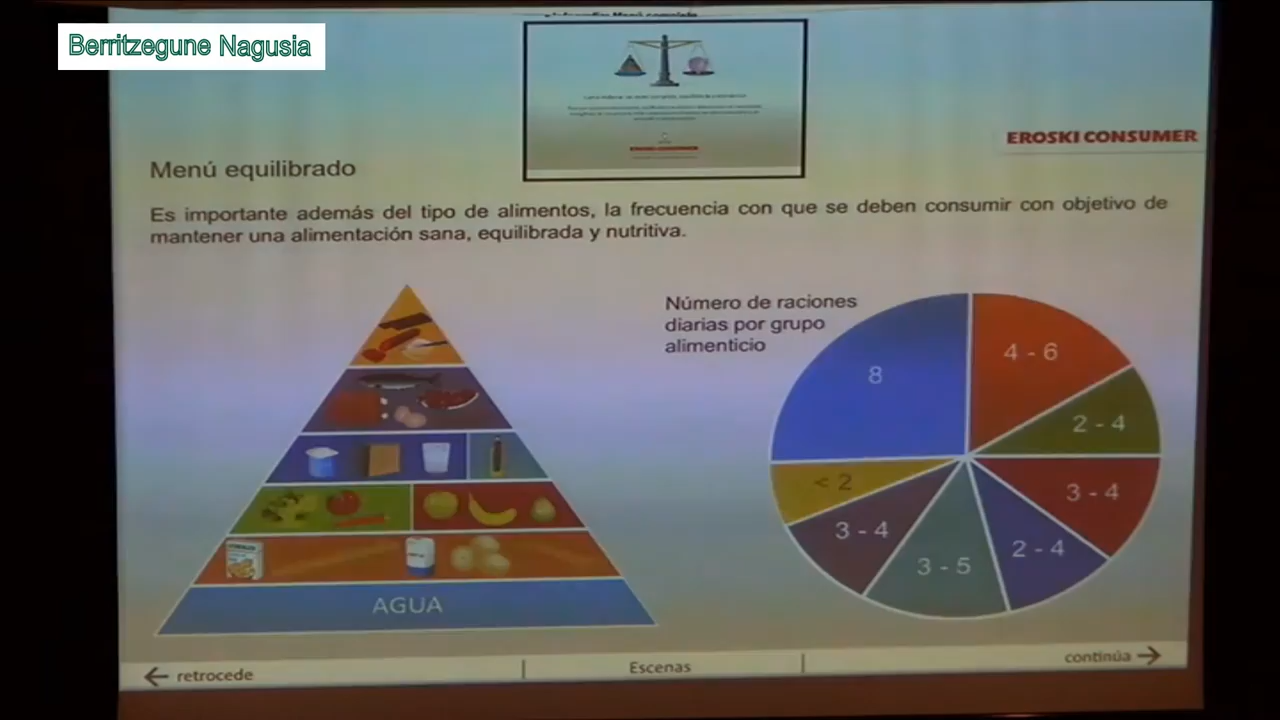 Berritzegune Nagusia
EROSKI CONSUMER
Menú equilibrado
Es importante además del tipo de alimentos, la frecuencia con que se deben consumir con objetivo de
mantener una alimentación sana, equilibrada y nutritiva.
Número de raciones
diarias por grupo
alimenticio
8
4 - 6
2 - 4
3 - 4
2 - 4
3 - 5
3 - 4
< 2
AGUA
retrocede
Escenas
continúa